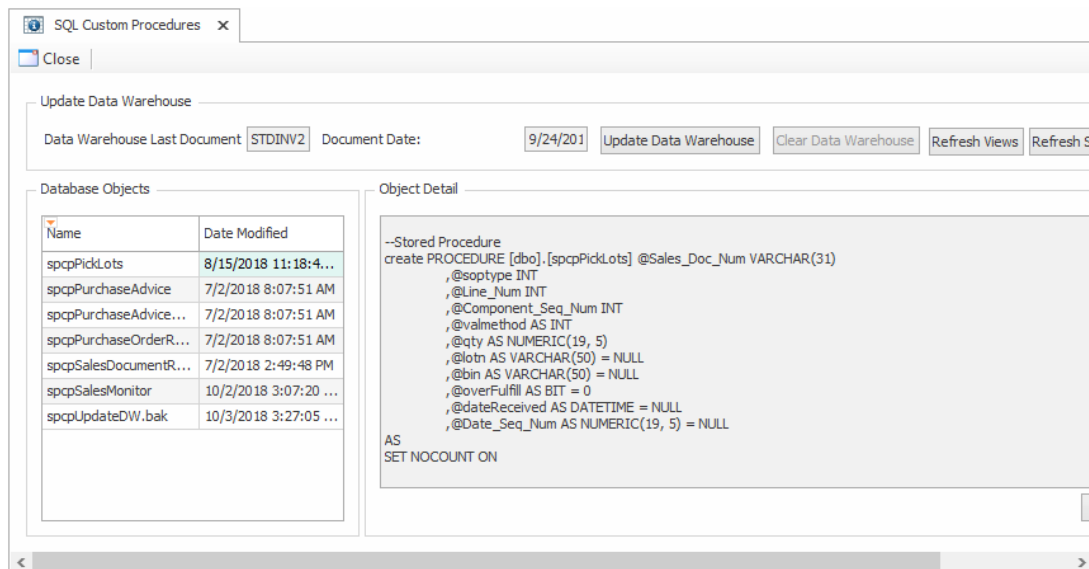 SQL Custom Procedures
Close
Update Data Warehouse
Data Warehouse Last Document STDINV2 Document Date: 9/24/201 Update Data Warehouse Clear Data Warehouse Refresh Views Refresh S
Database Objects
Name Date Modified
spcpPickLots 8/15/2018 11:18:4...
spcpPurchaseAdvice 7/2/2018 8:07:51 AM
spcpPurchaseAdvice... 7/2/2018 8:07:51 AM
spcpPurchaseOrderR... 7/2/2018 8:07:51 AM
spcpSalesDocumentR... 7/2/2018 2:49:48 PM
spcpSalesMonitor 10/2/2018 3:07:20 ...
spcpUpdateDW.bak 10/3/2018 3:27:05 ...
Object Detail
--Stored Procedure
create PROCEDURE [dbo].[spcpPickLots] @Sales_Doc_Num VARCHAR(31)
,@soptype INT
,@Line_Num INT
,@Component_Seq_Num INT
,@valmethod AS INT
,@qty AS NUMERIC(19, 5)
,@lotn AS VARCHAR(50) = NULL
,@bin AS VARCHAR(50) = NULL
,@overFulfill AS BIT = 0
,@dateReceived AS DATETIME = NULL
,@Date_Seq_Num AS NUMERIC(19, 5) = NULL
AS
SET NOCOUNT ON